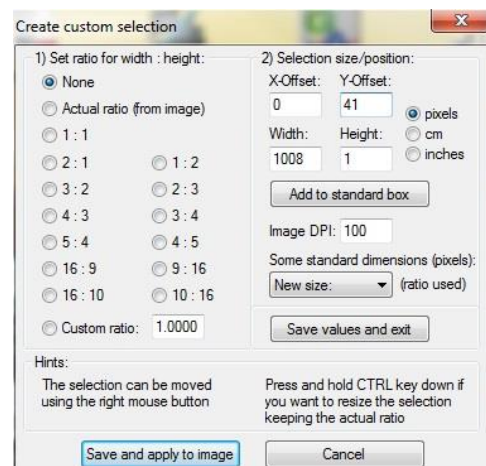 Create custom selection
1) Set ratio for width : height:
None
Actual ratio (from image)
1 : 1
2 : 1 1 : 2
3 : 2 2 : 3
4 : 3 3 : 4
5 : 4 4 : 5
16 : 9 9 : 16
16 : 10 10 : 16
Custom ratio: 1.0000
2) Selection size/position:
X-Offset: Y-Offset:
0 41
pixels
cm
inches
Width: Height:
1008 1
Add to standard box
Image DPI: 100
Some standard dimensions (pixels):
New size: (ratio used)
Save values and exit
Hints:
The selection can be moved
using the right mouse button
Press and hold CTRL key down if
you want to resize the selection
keeping the actual ratio
Save and apply to image
Cancel